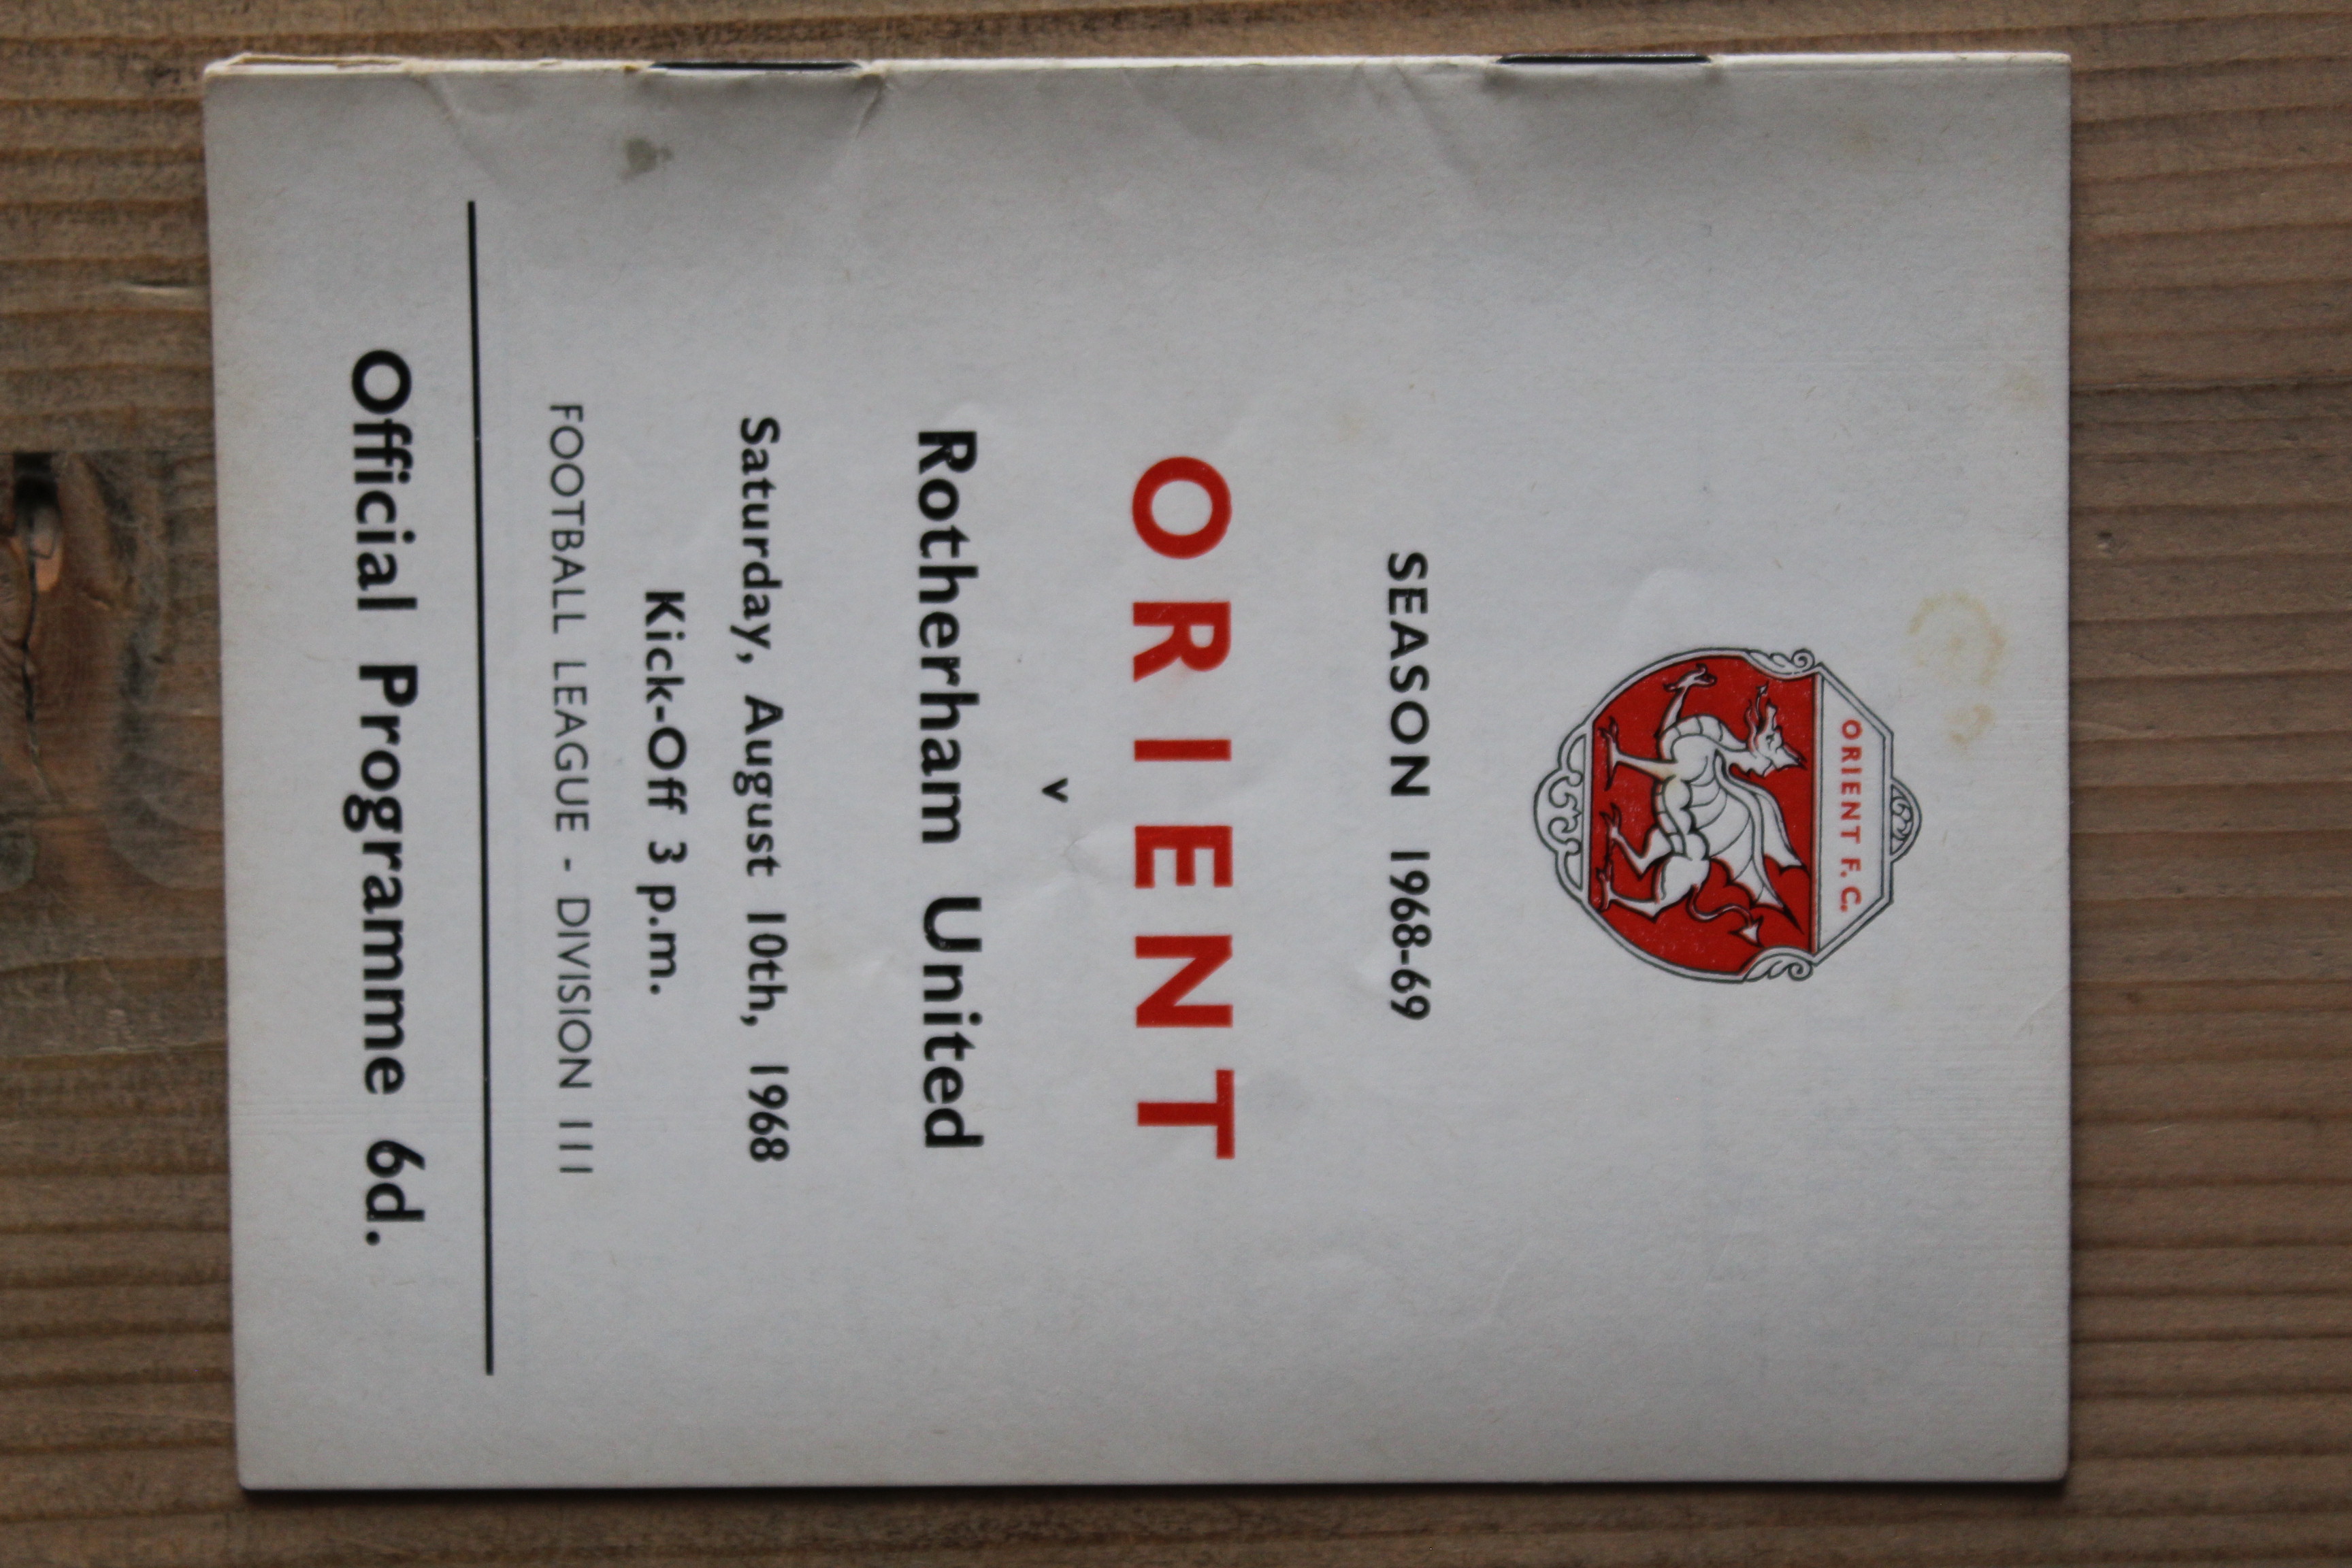 ORIENT F.C.
SEASON 1968-69
ORIENT
v
Rotherham United
Saturday, August 10th, 1968
Kick-Off 3 p.m.
FOOTBALL LEAGUE - DIVISION III
Official Programme 6d.